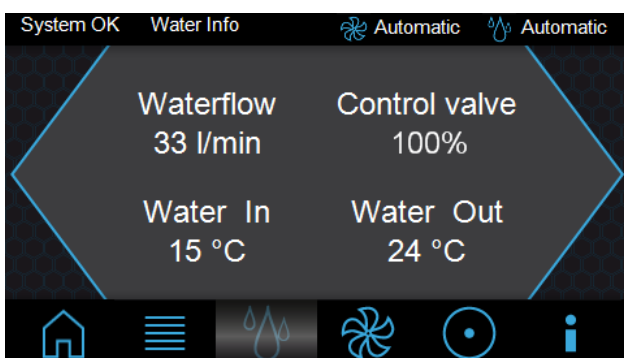 System OK Water Info Automatic Automatic
Waterflow Control valve
33 l/min 100%
Water In Water Out
15 °C 24 °C